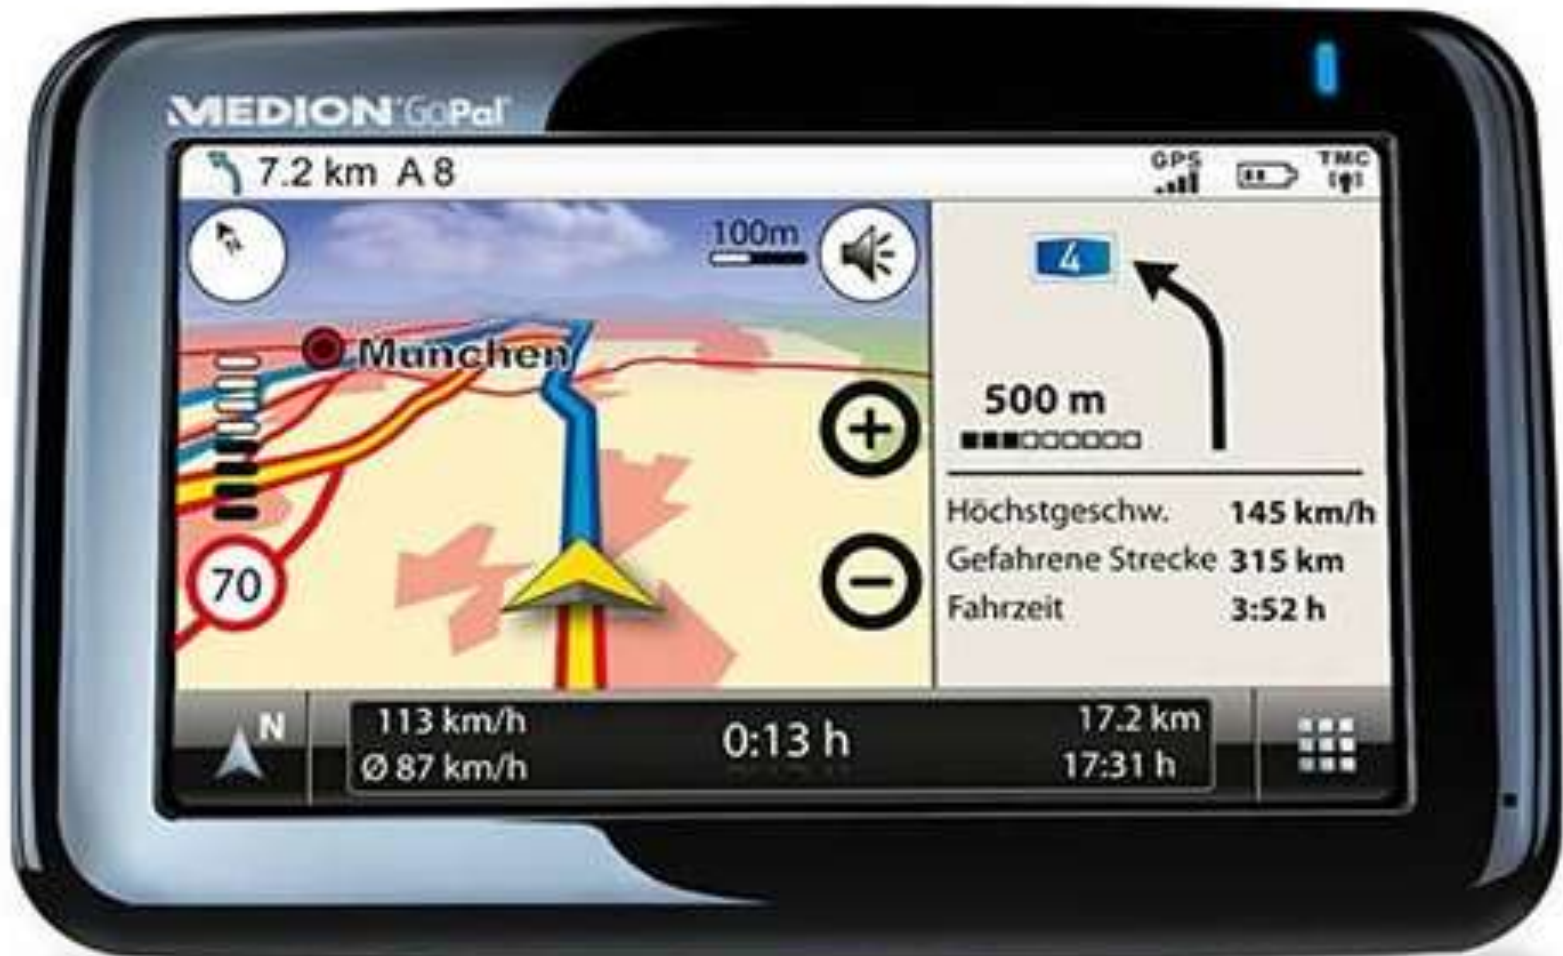 MEDION GoPal
7.2 km A 8
GPS
TMC
N
100m
Munchen
70
4
500 m
Höchstgeschw. 145 km/h
Gefahrene Strecke 315 km
Fahrzeit 3:52 h
N
113 km/h
Ø 87 km/h
0:13 h
17.2 km
17:31 h